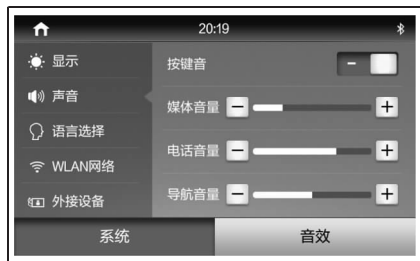 20:19
显示
声音
语言选择
WLAN网络
外接设备
按键音
媒体音量
电话音量
导航音量
系统
音效